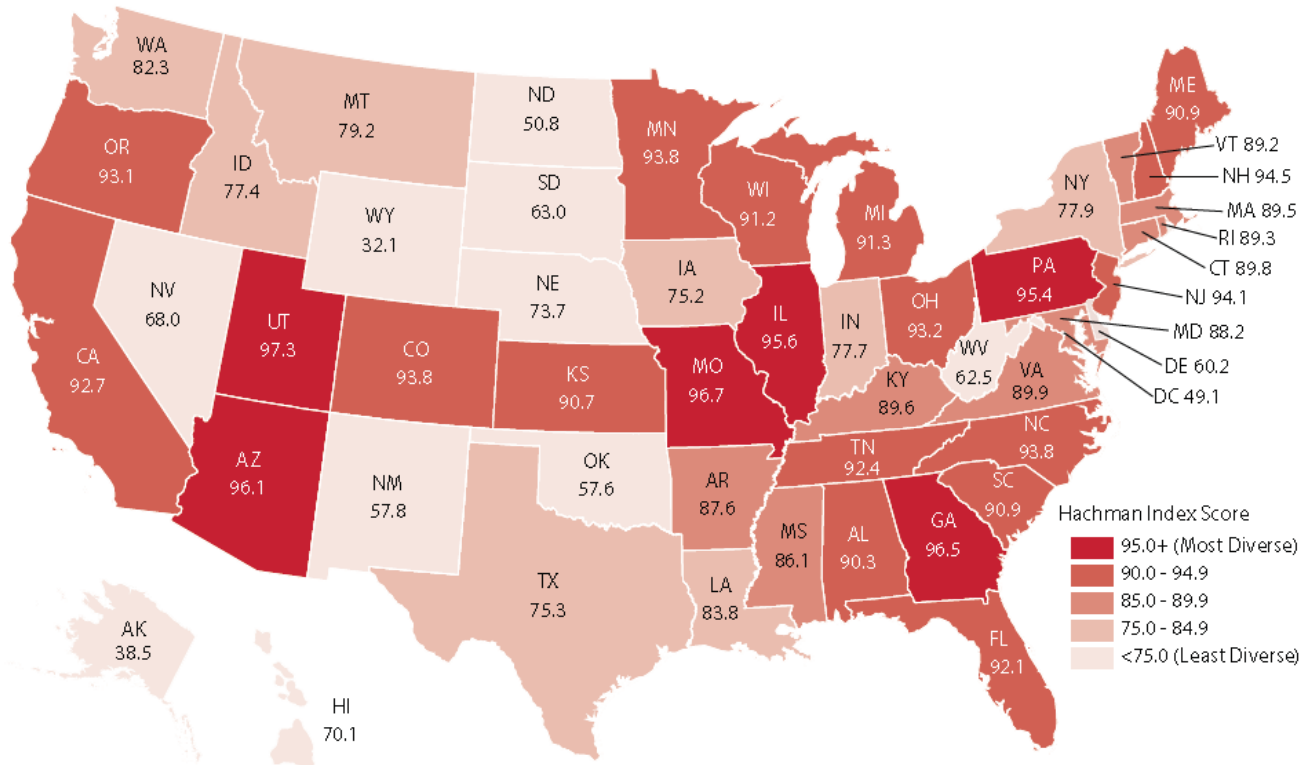 WA
82.3
MT
79.2
ND
50.8
MN
93.8
ME
90.9
OR
93.1
ID
77.4
SD
63.0
WI
91.2
MI
91.3
NY
77.9
VT 89.2
NH 94.5
MA 89.5
RI 89.3
CT 89.8
NJ 94.1
MD 88.2
DE 60.2
DC 49.1
WY
32.1
NE
73.7
IA
75.2
PA
95.4
NV
68.0
UT
97.3
CO
93.8
KS
90.7
MO
96.7
IL
95.6
IN
77.7
OH
93.2
WV
62.5
KY
89.6
VA
89.9
CA
92.7
AZ
96.1
NM
57.8
OK
57.6
AR
87.6
TN
92.4
NC
93.8
SC
90.9
MS
86.1
AL
90.3
GA
96.5
TX
75.3
LA
83.8
FL
92.1
AK
38.5
HI
70.1
Hachman Index Score
95.0+ (Most Diverse)
90.0 - 94.9
85.0 - 89.9
75.0 - 84.9
<75.0 (Least Diverse)